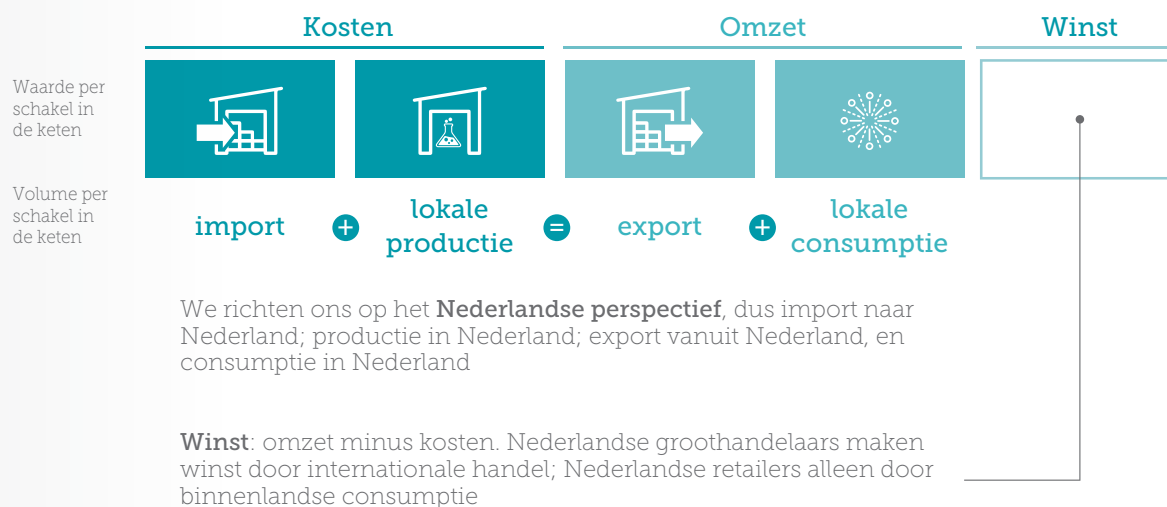 Kosten
Omzet
Winst
Waarde per
schakel in
de keten
Volume per
schakel in
de keten
import
+
lokale
productie
=
export
+
lokale
consumptie
We richten ons op het Nederlandse perspectief, dus import naar
Nederland; productie in Nederland; export vanuit Nederland, en
consumptie in Nederland
Winst: omzet minus kosten. Nederlandse groothandelaars maken
winst door internationale handel; Nederlandse retailers alleen door
binnenlandse consumptie